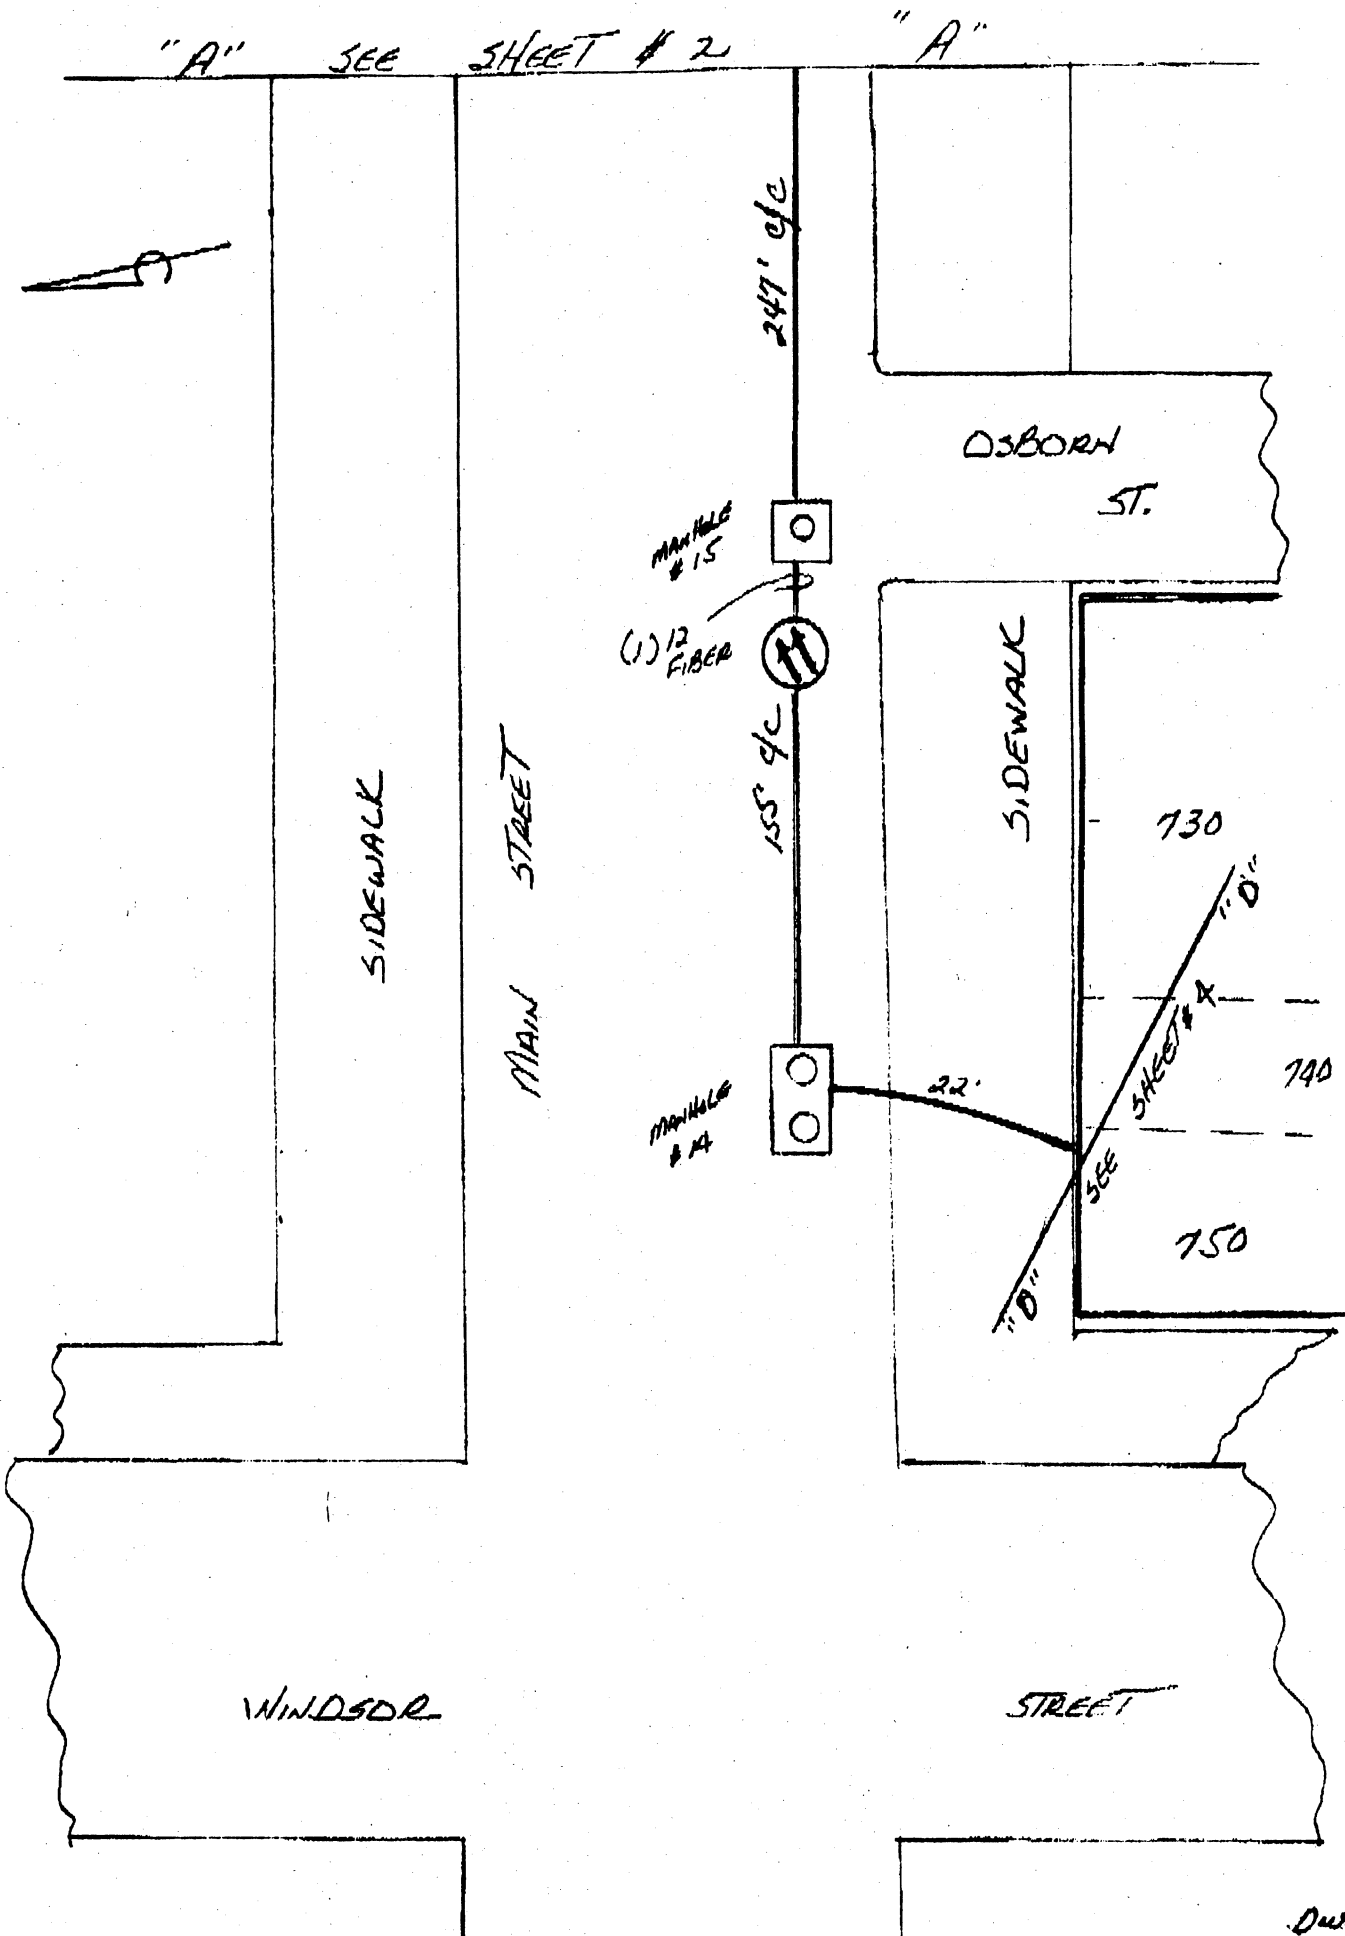 "A" SEE SHEET # 2 "A"
247' c/c
OSBORN
ST.
MANHOLE
# 15
(1) 12
FIBER
155' c/c
SIDEWALK
SIDEWALK
MAIN STREET
730
"D"
SEE SHEET # 4
740
MANHOLE
# 14
22'
750
"D"
WINDSOR STREET